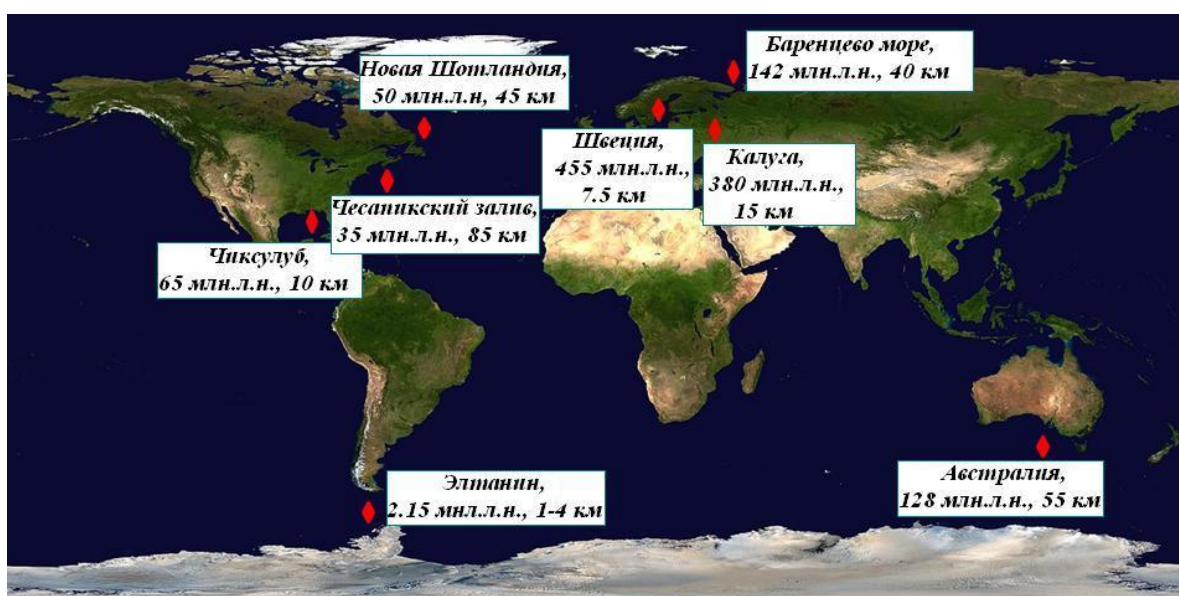 Баренцево море,
142 млн.л.н., 40 км
Новая Шотландия,
50 млн.л.н, 45 км
Швеция,
455 млн.л.н.,
7.5 км
Калуга,
380 млн.л.н.,
15 км
Чесапикский залив,
35 млн.л.н., 85 км
Чиксулуб,
65 млн.л.н., 10 км
Элтанин,
2.15 мнл.л.н., 1-4 км
Австралия,
128 млн.л.н., 55 км